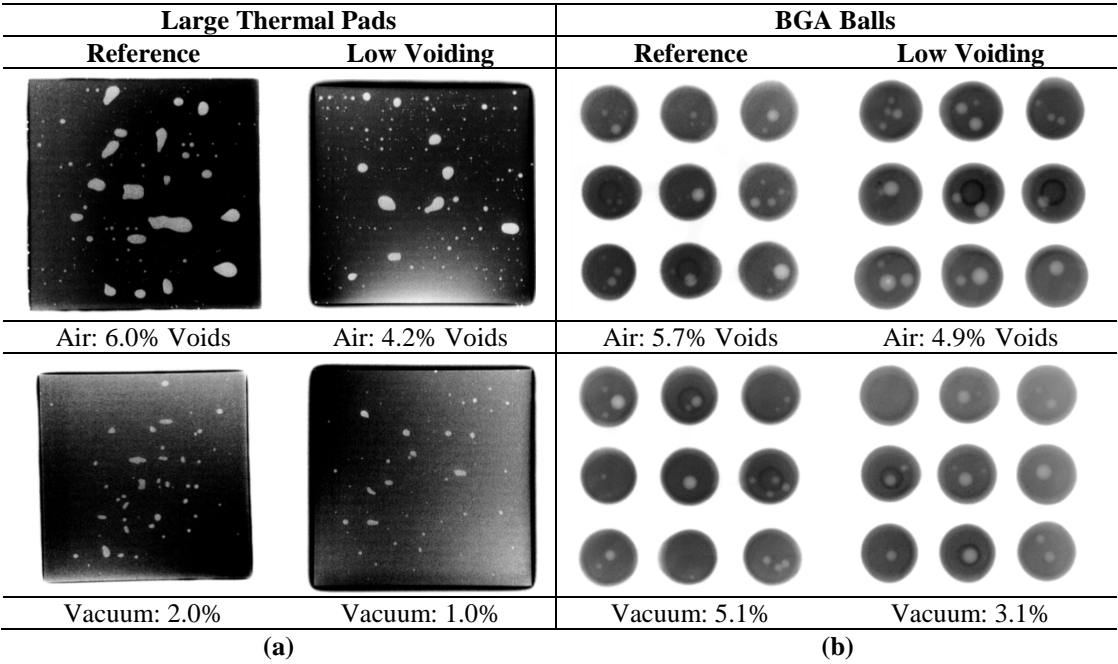 Large Thermal Pads BGA Balls
Reference Low Voiding Reference Low Voiding
Air: 6.0% Voids Air: 4.2% Voids Air: 5.7% Voids Air: 4.9% Voids
Vacuum: 2.0% Vacuum: 1.0% Vacuum: 5.1% Vacuum: 3.1%
(a) (b)